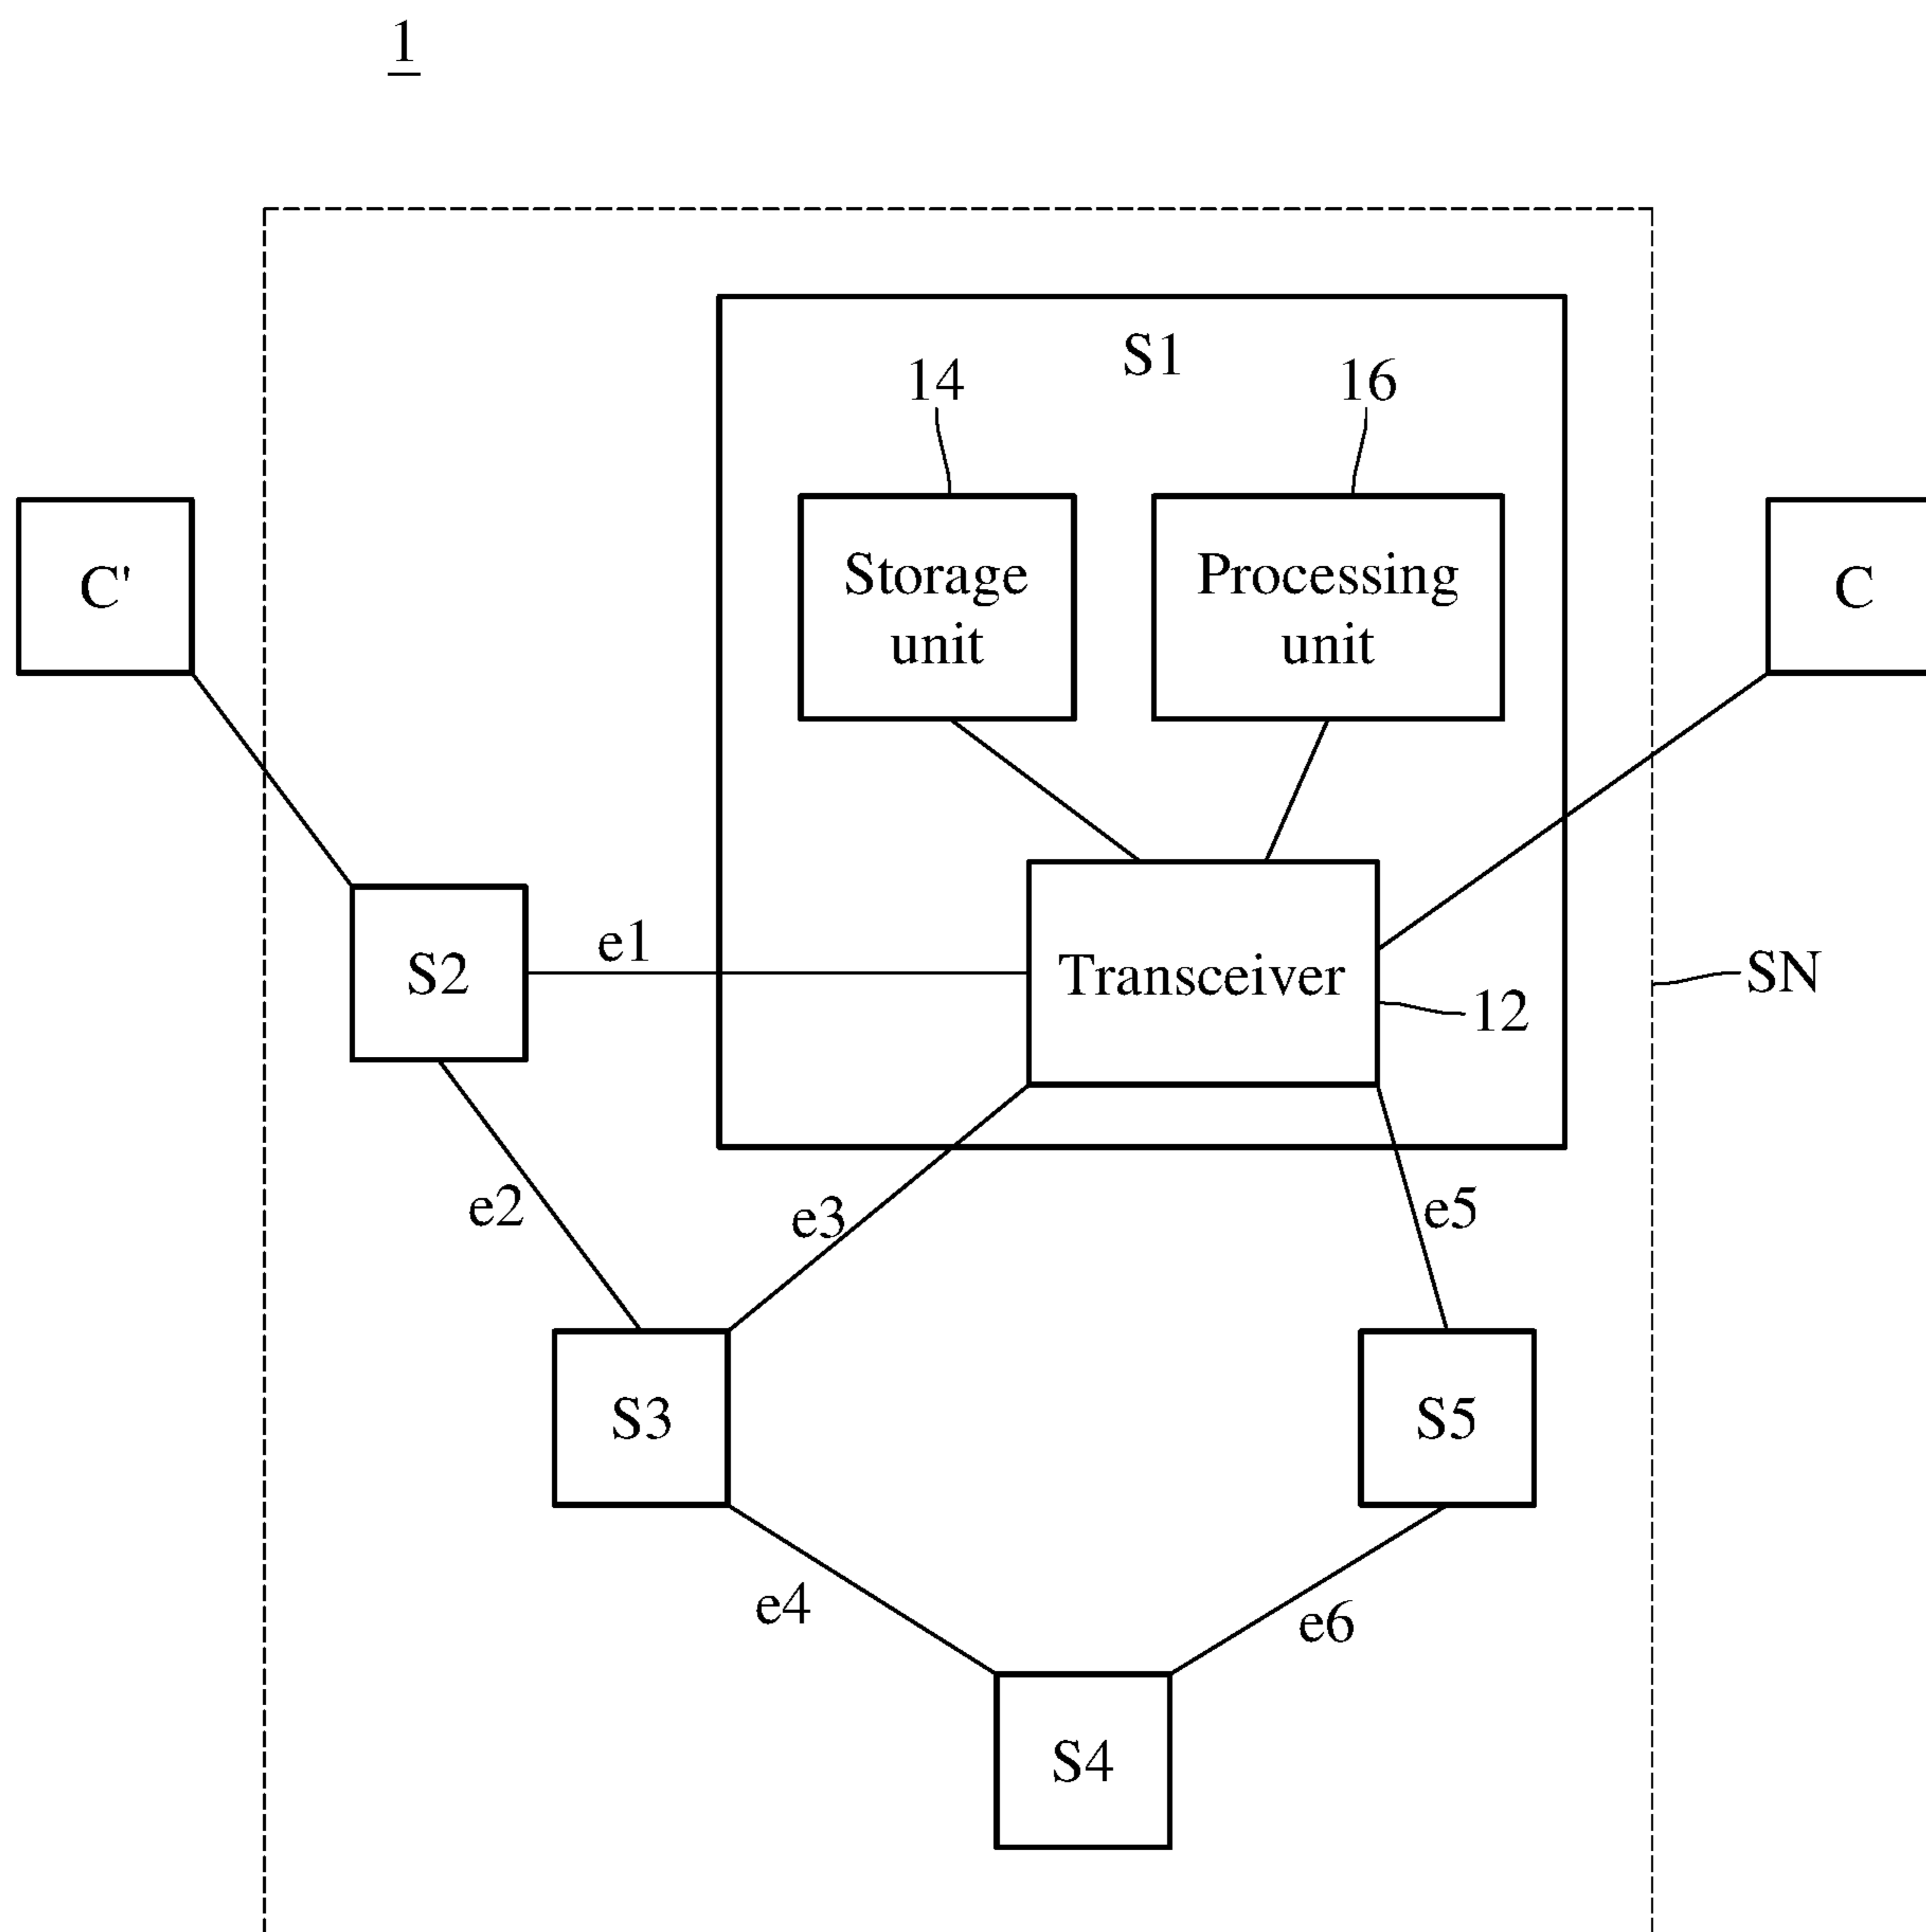 1
S1
14
16
C'
Storage
unit
Processing
unit
C
S2
e1
Transceiver
SN
12
e2
e3
e5
S3
S5
e4
e6
S4